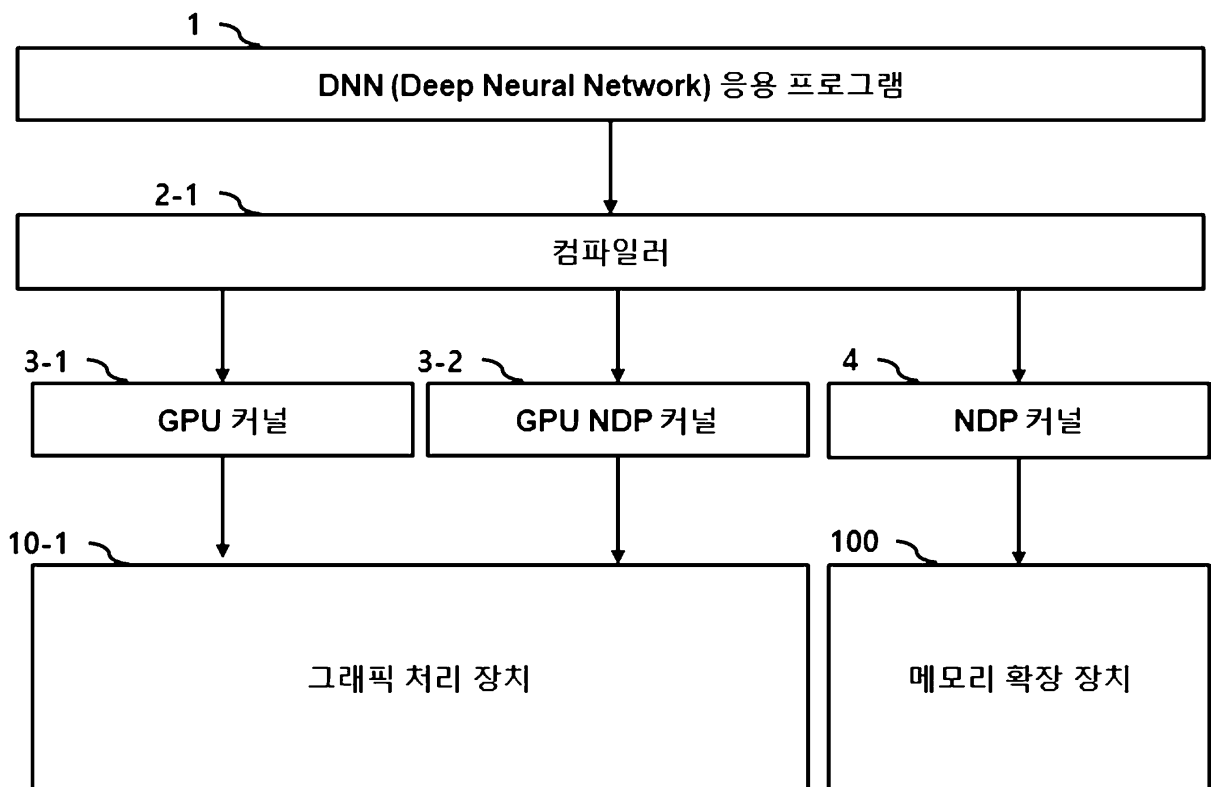 1
DNN (Deep Neural Network) 응용 프로그램
2-1
컴파일러
3-1
3-2
4
GPU 커널
GPU NDP 커널
NDP 커널
10-1
100
그래픽 처리 장치
메모리 확장 장치